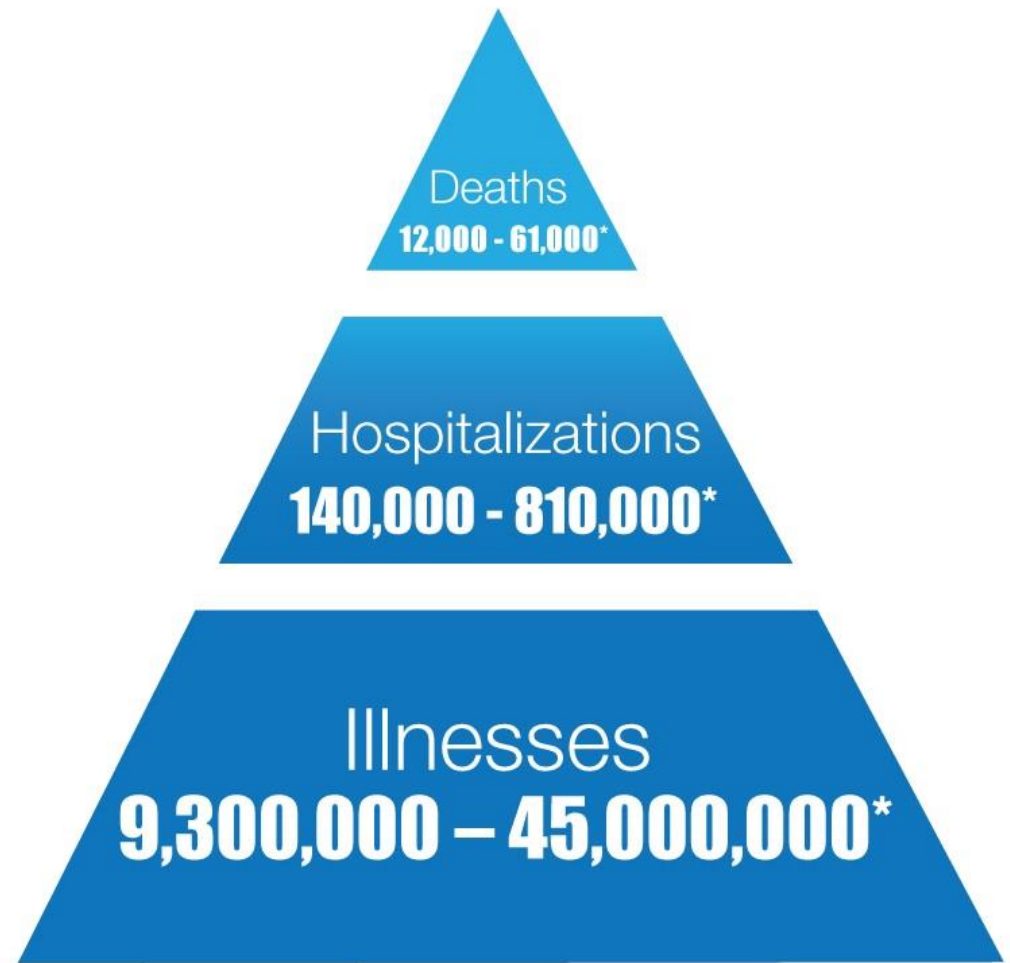 Deaths
12,000 - 61,000*
Hospitalizations
140,000 - 810,000*
Illnesses
9,300,000 – 45,000,000*